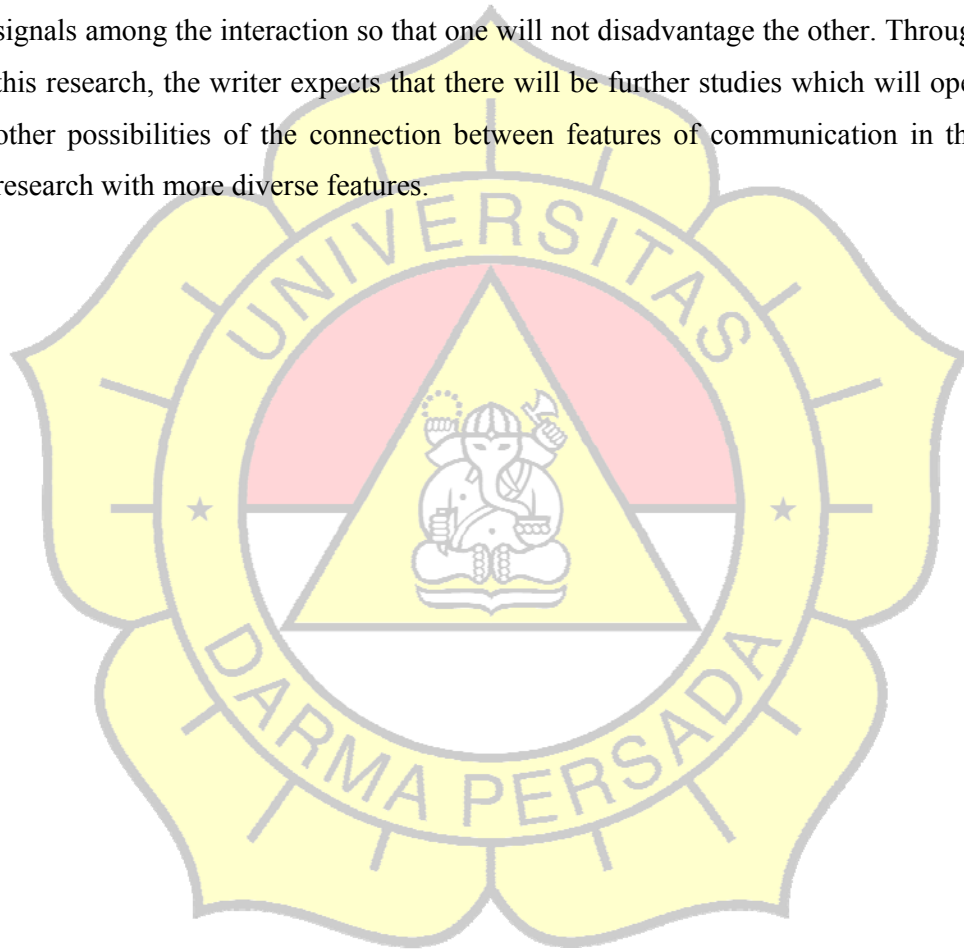 signals among the interaction so that one will not disadvantage the other. Throug
this research, the writer expects that there will be further studies which will ope
other possibilities of the connection between features of communication in th
research with more diverse features.
UNIVERSITAS
DARMA PERSADA